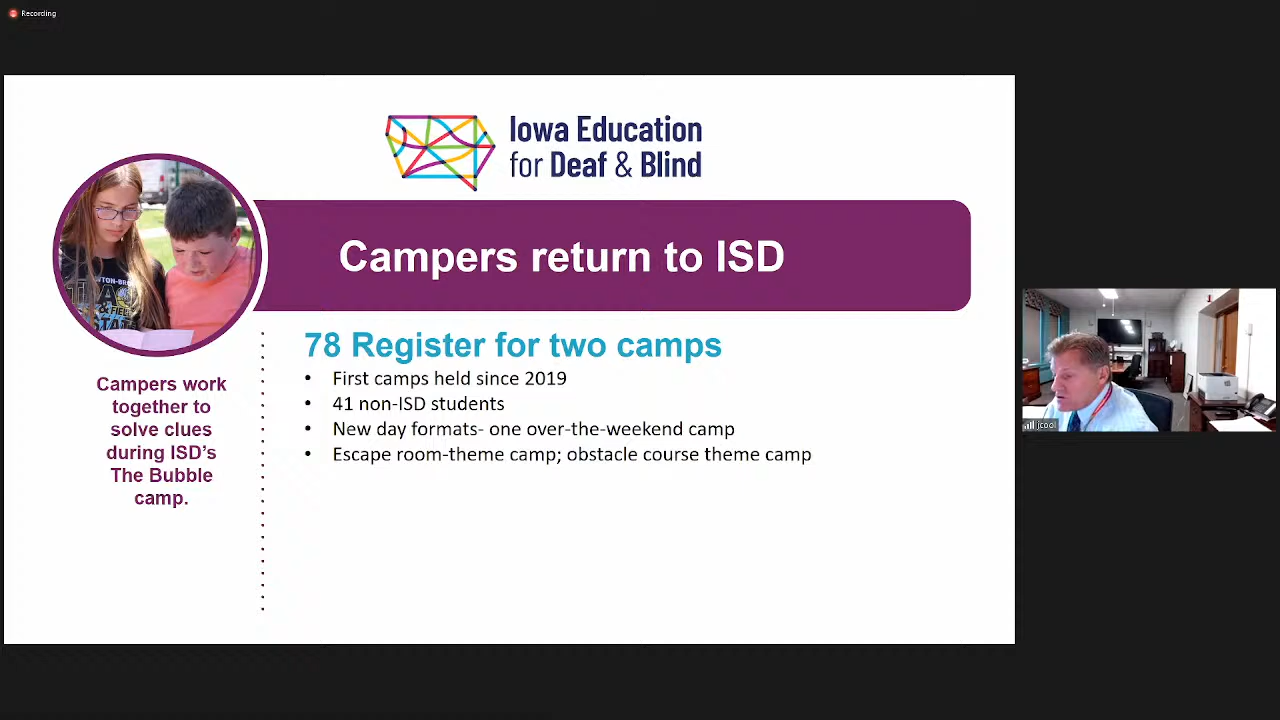 Recording
Iowa Education
for Deaf & Blind
Campers return to ISD
78 Register for two camps
• First camps held since 2019
• 41 non-ISD students
• New day formats- one over-the-weekend camp
• Escape room-theme camp; obstacle course theme camp
Campers work
together to
solve clues
during ISD's
The Bubble
camp.
jcool